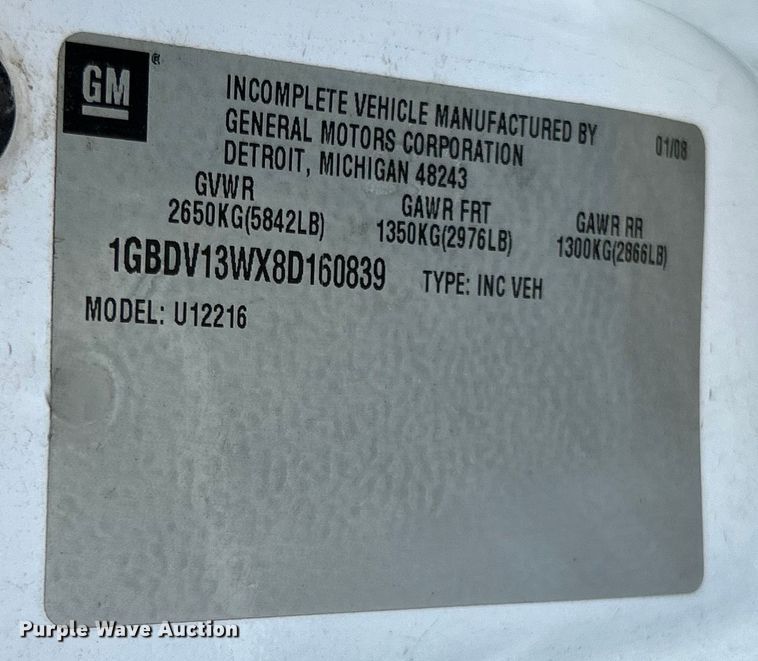 GM®
INCOMPLETE VEHICLE MANUFACTURED BY
GENERAL MOTORS CORPORATION
DETROIT, MICHIGAN 48243
01/08
GVWR
2650KG(5842LB)
GAWR FRT
1350KG(2976LB)
GAWR RR
1300KG(2866LB)
1GBDV13WX8D160839
TYPE: INC VEH
MODEL: U12216
Purple Wave Auction